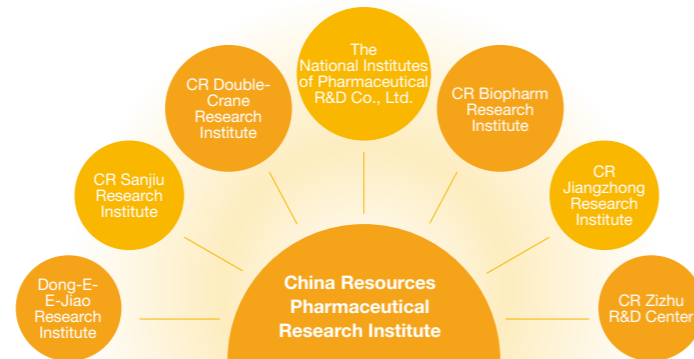 The
National Institutes
of Pharmaceutical
R&D Co., Ltd.
CR Double-
Crane
Research
Institute
CR Biopharm
Research
Institute
CR Sanjiu
Research
Institute
CR
Jiangzhong
Research
Institute
Dong-E-
E-Jiao
Research
Institute
China Resources
Pharmaceutical
Research Institute
CR Zizhu
R&D Center